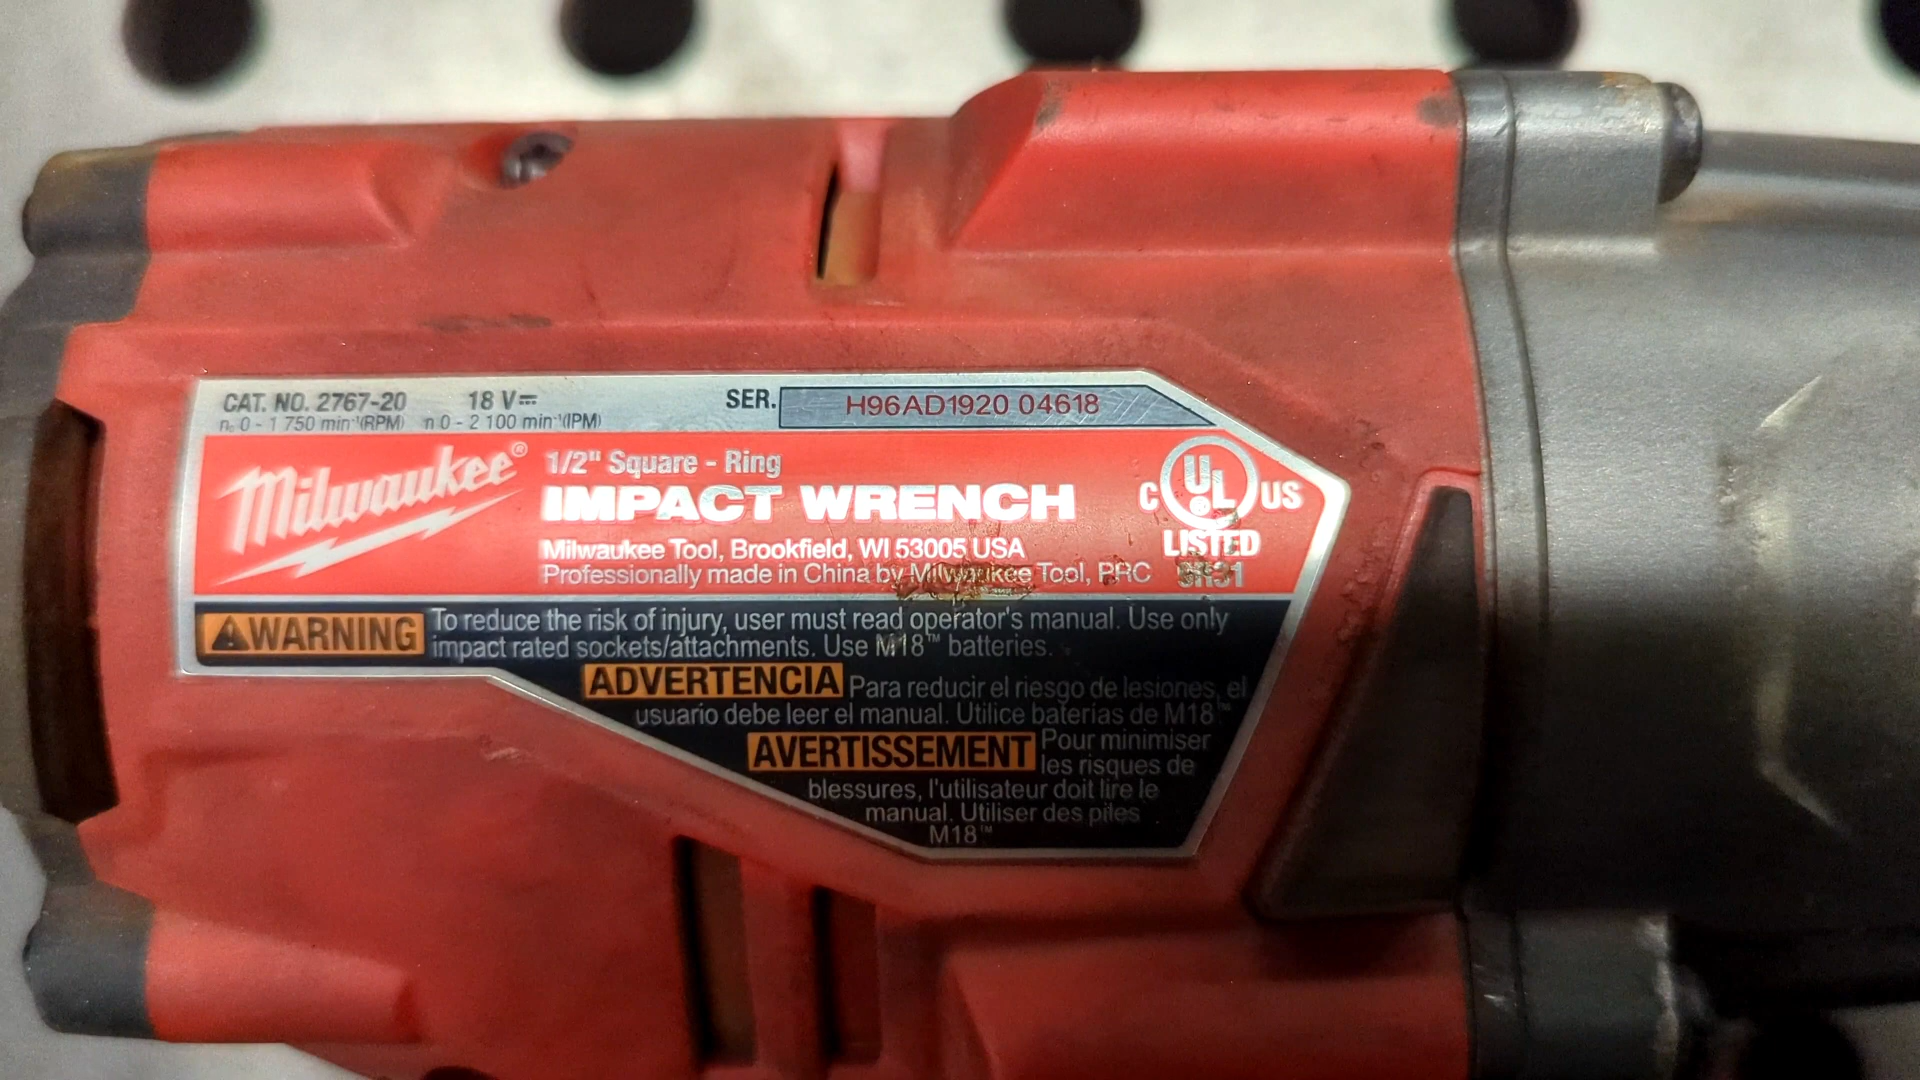 CAT. NO. 2767-20 18 V⎓ SER. H96AD1920 04618
n₀ 0 - 1 750 min⁻¹(RPM) n 0 - 2 100 min⁻¹(IPM)
Milwaukee®
1/2" Square - Ring
IMPACT WRENCH
Milwaukee Tool, Brookfield, WI 53005 USA
Professionally made in China by Milwaukee Tool, PRC
C UL US
LISTED
⚠WARNING To reduce the risk of injury, user must read operator's manual. Use only
impact rated sockets/attachments. Use M18™ batteries.
ADVERTENCIA Para reducir el riesgo de lesiones, el
usuario debe leer el manual. Utilice baterías de M18™
AVERTISSEMENT Pour minimiser
les risques de
blessures, l'utilisateur doit lire le
manual. Utiliser des piles
M18™